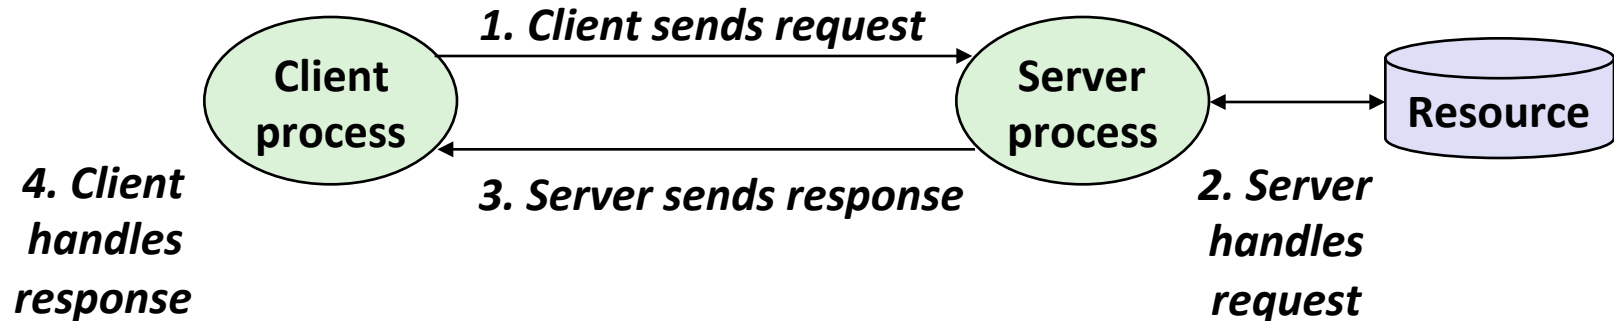 1. Client sends request
Client
process
Server
process
Resource
3. Server sends response
4. Client
handles
response
2. Server
handles
request